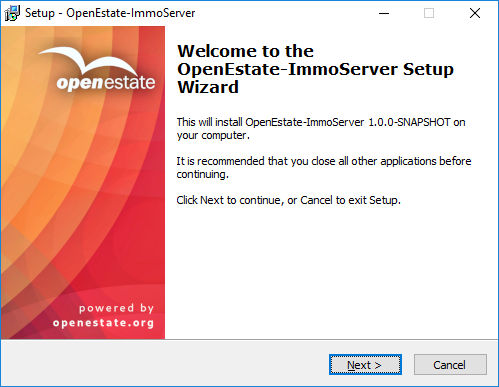 Setup - OpenEstate-ImmoServer
openestate
Welcome to the
OpenEstate-ImmoServer Setup
Wizard
This will install OpenEstate-ImmoServer 1.0.0-SNAPSHOT on
your computer.
It is recommended that you close all other applications before
continuing.
Click Next to continue, or Cancel to exit Setup.
powered by
openestate.org
Next >
Cancel